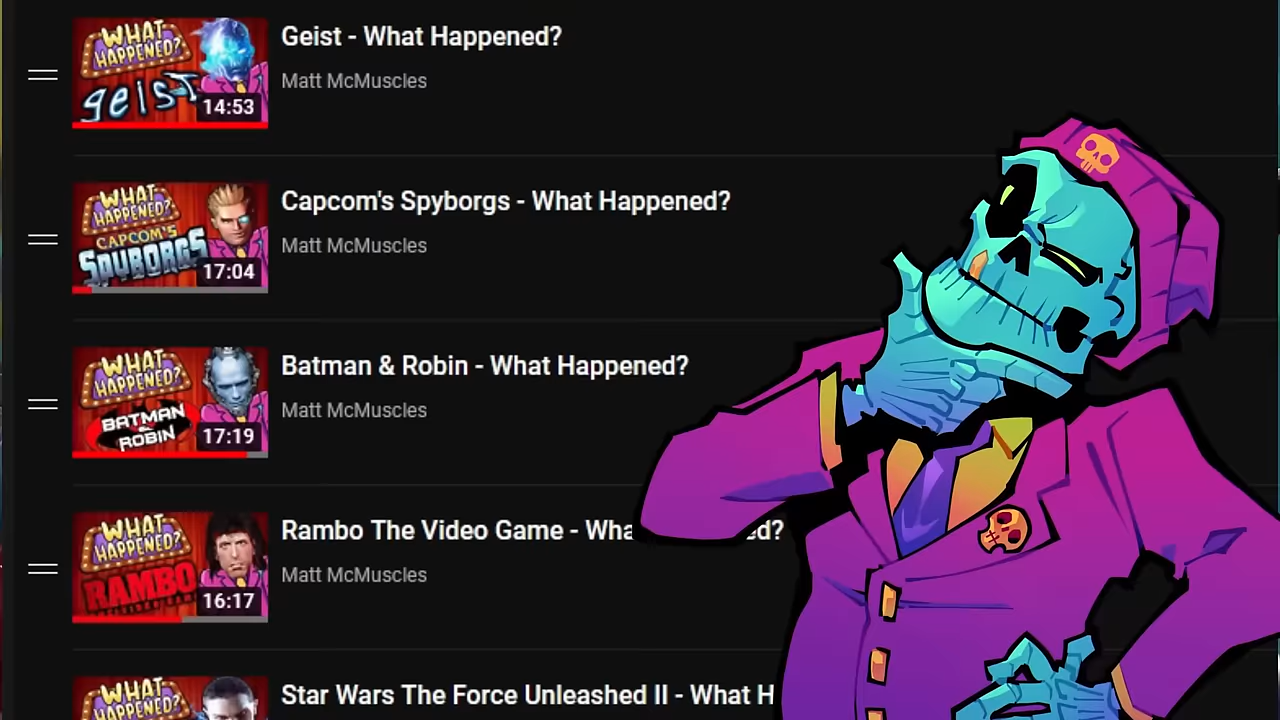 WHAT
HAPPENED?
geist
14:53
Geist - What Happened?
Matt McMuscles
WHAT
HAPPENED?
CAPCOM'S
SPYBORGS
17:04
Capcom's Spyborgs - What Happened?
Matt McMuscles
WHAT
HAPPENED?
BATMAN
&
ROBIN
17:19
Batman & Robin - What Happened?
Matt McMuscles
WHAT
HAPPENED?
RAMBO
16:17
Rambo The Video Game - Wha ed?
Matt McMuscles
WHAT
Star Wars The Force Unleashed II - What H